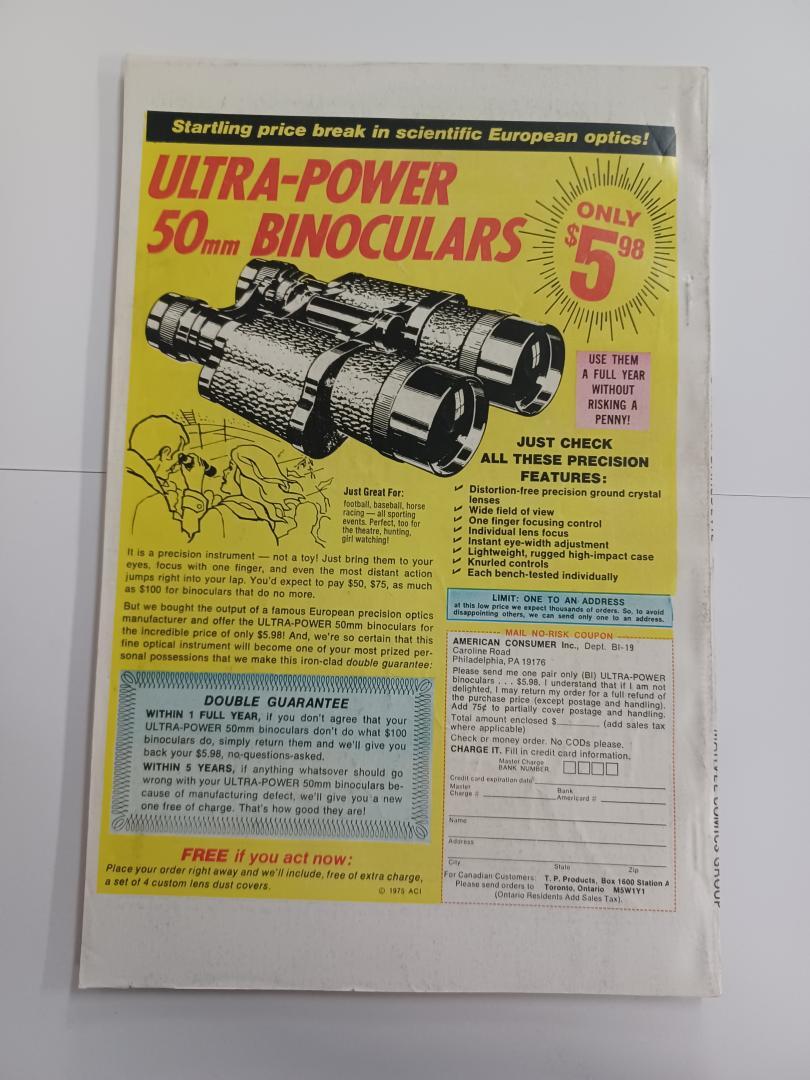 Startling price break in scientific European optics!
ULTRA-POWER
50mm BINOCULARS
ONLY
$5 98
USE THEM
A FULL YEAR
WITHOUT
RISKING A
PENNY!
JUST CHECK
ALL THESE PRECISION
FEATURES:
Distortion-free precision ground crystal
lenses
Wide field of view
One finger focusing control
Individual lens focus
Instant eye-width adjustment
Lightweight, rugged high-impact case
Knurled controls
Each bench-tested individually
Just Great For:
football, baseball, horse
racing — all sporting
events. Perfect, too for
the theatre, hunting,
girl watching!
It is a precision instrument — not a toy! Just bring them to your
eyes, focus with one finger, and even the most distant action
jumps right into your lap. You'd expect to pay $50, $75, as much
as $100 for binoculars that do no more.
But we bought the output of a famous European precision optics
manufacturer and offer the ULTRA-POWER 50mm binoculars for
the incredible price of only $5.98! And, we're so certain that this
fine optical instrument will become one of your most prized per-
sonal possessions that we make this iron-clad double guarantee:
DOUBLE GUARANTEE
WITHIN 1 FULL YEAR, if you don't agree that your
ULTRA-POWER 50mm binoculars don't do what $100
binoculars do, simply return them and we'll give you
back your $5.98, no-questions-asked.
WITHIN 5 YEARS, if anything whatsover should go
wrong with your ULTRA-POWER 50mm binoculars be-
cause of manufacturing defect, we'll give you a new
one free of charge. That's how good they are!
FREE if you act now:
Place your order right away and we'll include, free of extra charge,
a set of 4 custom lens dust covers.
© 1975 ACI
LIMIT: ONE TO AN ADDRESS
at this low price we expect thousands of orders. So, to avoid
disappointing others, we can send only one to an address.
MAIL NO-RISK COUPON
AMERICAN CONSUMER Inc., Dept. BI-19
Caroline Road
Philadelphia, PA 19176
Please send me one pair only (BI) ULTRA-POWER
binoculars . . . $5.98. I understand that if I am not
delighted, I may return my order for a full refund of
the purchase price (except postage and handling).
Add 75¢ to partially cover postage and handling.
Total amount enclosed $ (add sales tax
where applicable)
Check or money order. No CODs please.
CHARGE IT. Fill in credit card information.
Master Charge
BANK NUMBER
Credit card expiration date
Master
Charge #
Bank
Americard #
Name
Address
City State Zip
For Canadian Customers: T. P. Products, Box 1600 Station A
Please send orders to Toronto, Ontario M5W1Y1
(Ontario Residents Add Sales Tax).